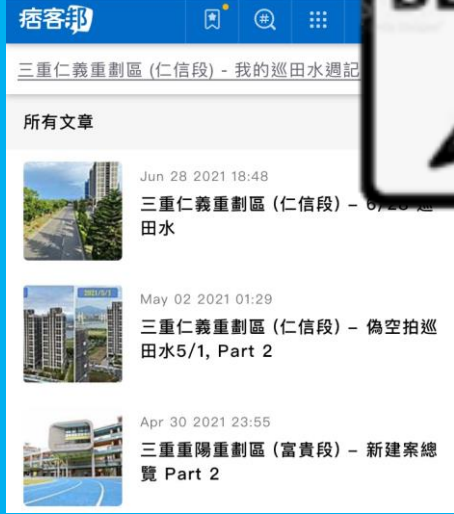 痞客邦
三重仁義重劃區 (仁信段) - 我的巡田水週記
所有文章
Jun 28 2021 18:48
三重仁義重劃區 (仁信段) – 6/28 巡
田水
2021/5/1
May 02 2021 01:29
三重仁義重劃區 (仁信段) – 偽空拍巡
田水5/1, Part 2
Apr 30 2021 23:55
三重重陽重劃區 (富貴段) – 新建案總
覽 Part 2